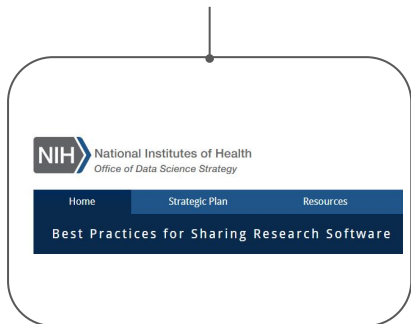 NIH National Institutes of Health
Office of Data Science Strategy
Home Strategic Plan Resources
Best Practices for Sharing Research Software